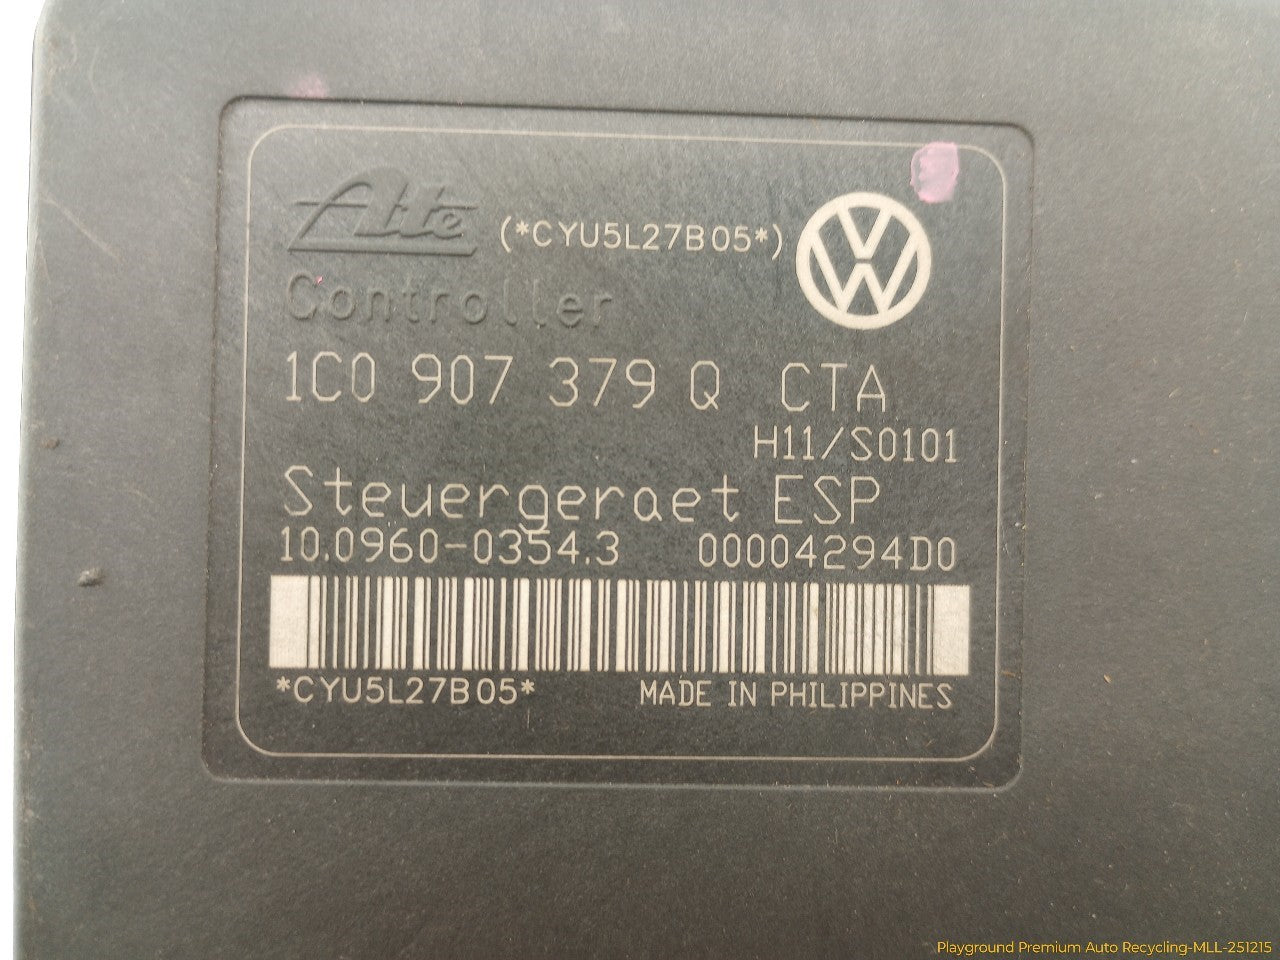 Ate
(*CYU5L27B05*)
Controller
1C0 907 379 Q CTA
H11/S0101
Steuergeraet ESP
10.0960-0354.3 00004294D0
*CYU5L27B05* MADE IN PHILIPPINES
Playground Premium Auto Recycling-MLL-251215